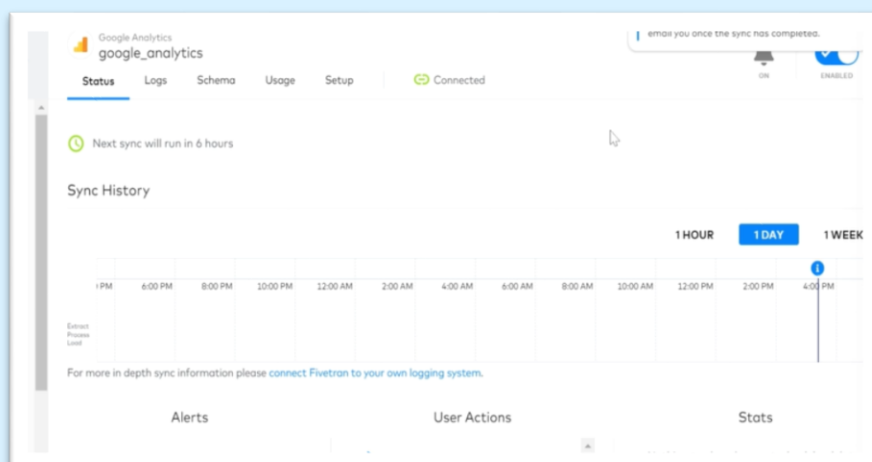 Google Analytics
google_analytics
email you once the sync has completed.
ON
ENABLED
Status Logs Schema Usage Setup Connected
Next sync will run in 6 hours
Sync History
1 HOUR 1 DAY 1 WEEK
PM 6:00 PM 8:00 PM 10:00 PM 12:00 AM 2:00 AM 4:00 AM 6:00 AM 8:00 AM 10:00 AM 12:00 PM 2:00 PM 4:00 PM
Extract
Process
Load
For more in depth sync information please connect Fivetran to your own logging system.
Alerts User Actions Stats